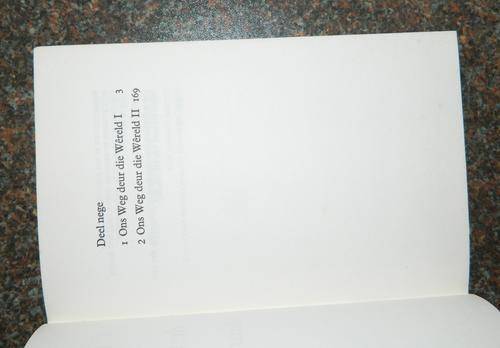 Deel nege
1 Ons Weg deur die Wêreld I 3
2 Ons Weg deur die Wêreld II 169